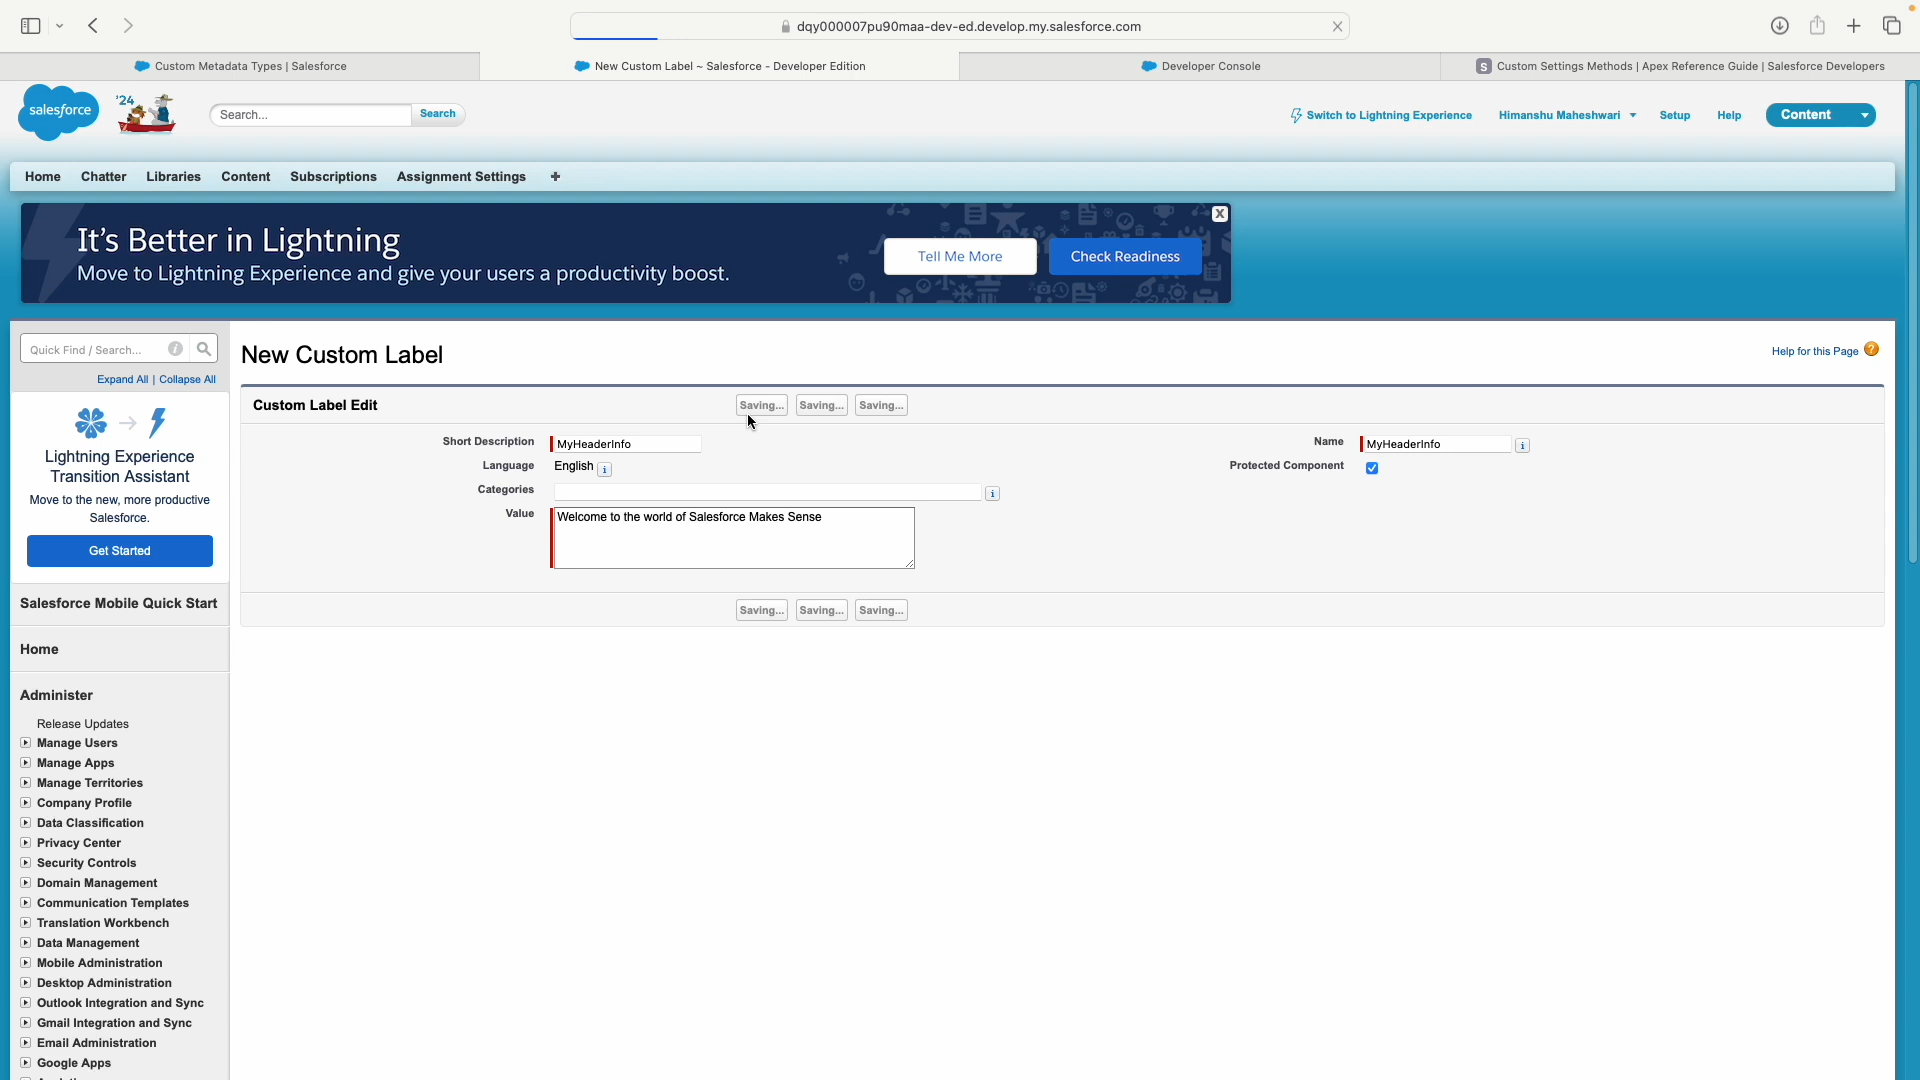 dqy000007pu90maa-dev-ed.develop.my.salesforce.com
Custom Metadata Types | Salesforce
New Custom Label ~ Salesforce - Developer Edition
Developer Console
S Custom Settings Methods | Apex Reference Guide | Salesforce Developers
salesforce
'24
Search...
Search
Switch to Lightning Experience
Himanshu Maheshwari
Setup
Help
Content
Home
Chatter
Libraries
Content
Subscriptions
Assignment Settings
+
It's Better in Lightning
Move to Lightning Experience and give your users a productivity boost.
Tell Me More
Check Readiness
X
Quick Find / Search...
Expand All | Collapse All
Lightning Experience
Transition Assistant
Move to the new, more productive
Salesforce.
Get Started
Salesforce Mobile Quick Start
Home
Administer
Release Updates
Manage Users
Manage Apps
Manage Territories
Company Profile
Data Classification
Privacy Center
Security Controls
Domain Management
Communication Templates
Translation Workbench
Data Management
Mobile Administration
Desktop Administration
Outlook Integration and Sync
Gmail Integration and Sync
Email Administration
Google Apps
New Custom Label
Help for this Page ?
Custom Label Edit
Saving... Saving... Saving...
Short Description MyHeaderInfo
Name MyHeaderInfo
Language English
Protected Component
Categories
Value Welcome to the world of Salesforce Makes Sense
Saving... Saving... Saving...